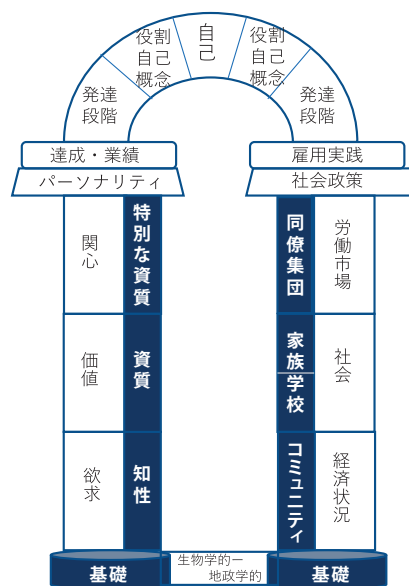 自己
役割
自己
概念
役割
自己
概念
発達
段階
発達
段階
達成・業績
雇用実践
パーソナリティ
社会政策
関心
特別な資質
同僚集団
労働市場
価値
資質
家族
学校
社会
欲求
知性
コミュニティ
経済状況
生物学的ー
地政学的
基礎
基礎